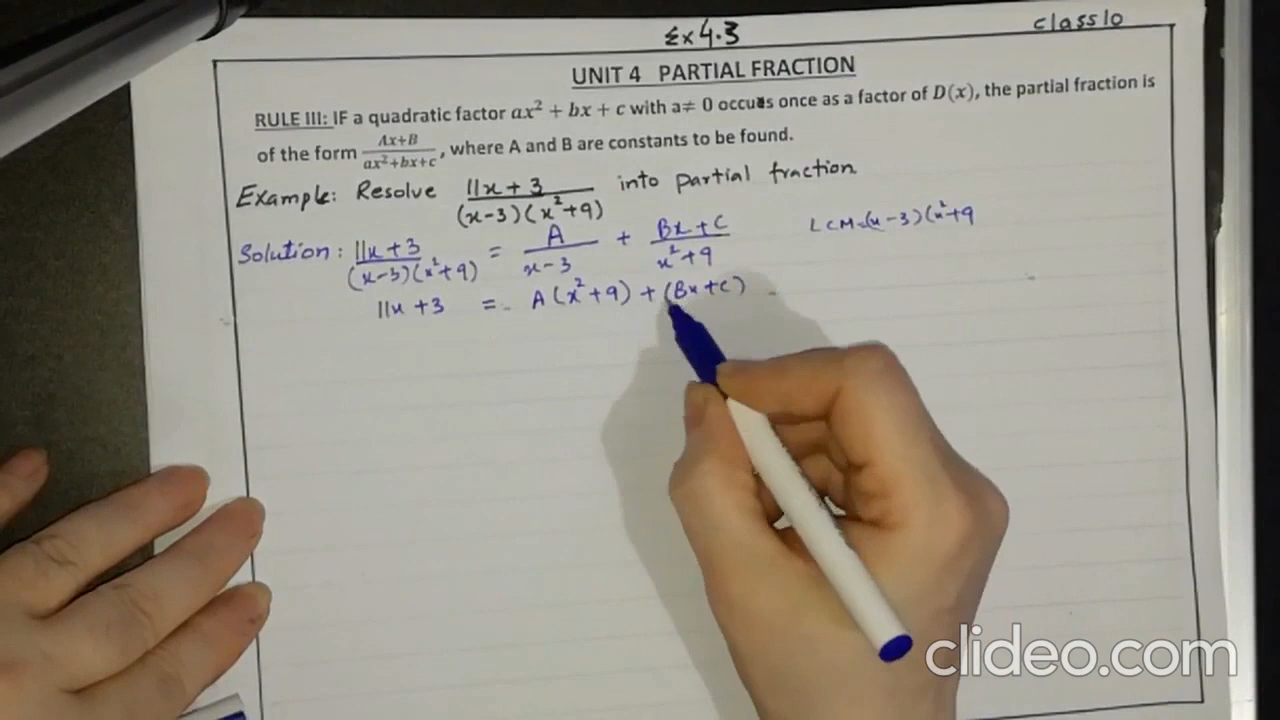 Ex 4.3
class 10
UNIT 4 PARTIAL FRACTION
RULE III: IF a quadratic factor ax² + bx + c with a≠ 0 occurs once as a factor of D(x), the partial fraction is
of the form (Ax+B)/(ax²+bx+c), where A and B are constants to be found.
Example: Resolve (11x + 3)/((x-3)(x²+9)) into partial fraction
Solution: (11x + 3)/((x-3)(x²+9)) = A/(x-3) + (Bx+C)/(x²+9)
LCM=(x-3)(x²+9
11x + 3 = A(x²+9) + (Bx+C)
clideo.com